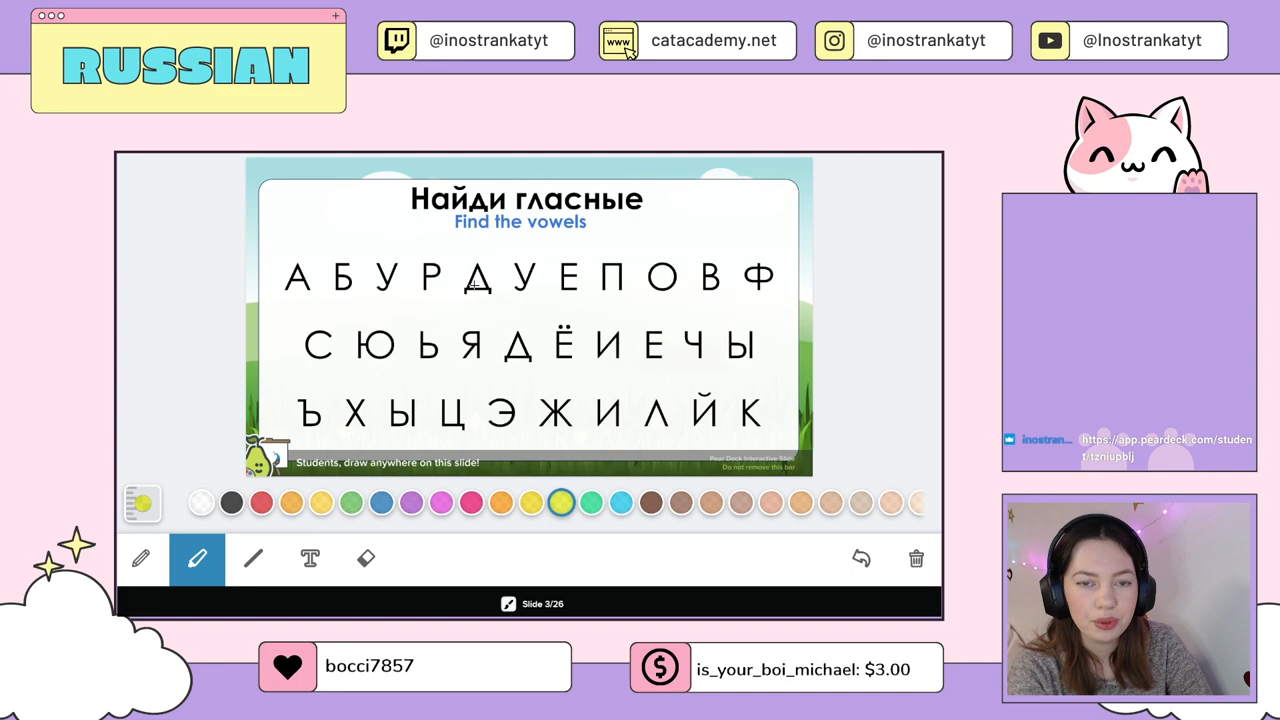 RUSSIAN
@inostrankatyt
catacademy.net
@inostrankatyt
@Inostrankatyt
www
Найди гласные
Find the vowels
А Б У Р Д У Е П О В Ф
С Ю Ь Я Д Ё И Е Ч Ы
Ъ Х Ы Ц Э Ж И Л Й К
Students, draw anywhere on this slide!
Pear Deck Interactive Slide
Do not remove this bar
inostran... https://app.peardeck.com/studen
t/tzniupblj
Slide 3/26
bocci7857
is_your_boi_michael: $3.00